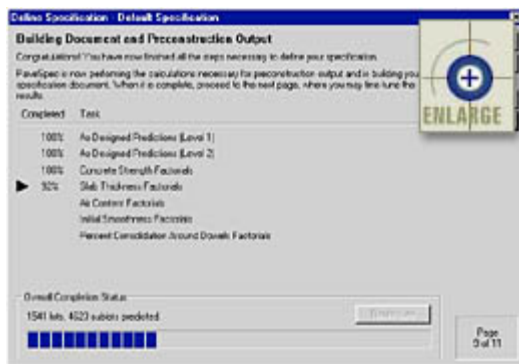 Define Specification - Default Specification
Building Document and Preconstruction Output
Congratulations! You have now finished all the steps necessary to define your specification.
PaveSpec is now performing the calculations necessary for preconstruction output and is building you
specification document. When it is complete, proceed to the next page, where you may fine tune the
results.
ENLARGE
Completed Task
100% As Designed Predictions (Level 1)
100% As Designed Predictions (Level 2)
100% Concrete Strength Factorials
92% Slab Thickness Factorials
Air Content Factorials
Initial Smoothness Factorials
Percent Consolidation Around Dowels Factorials
Overall Completion Status
1541 lots, 4623 sublots predicted.
Page
9 of 11